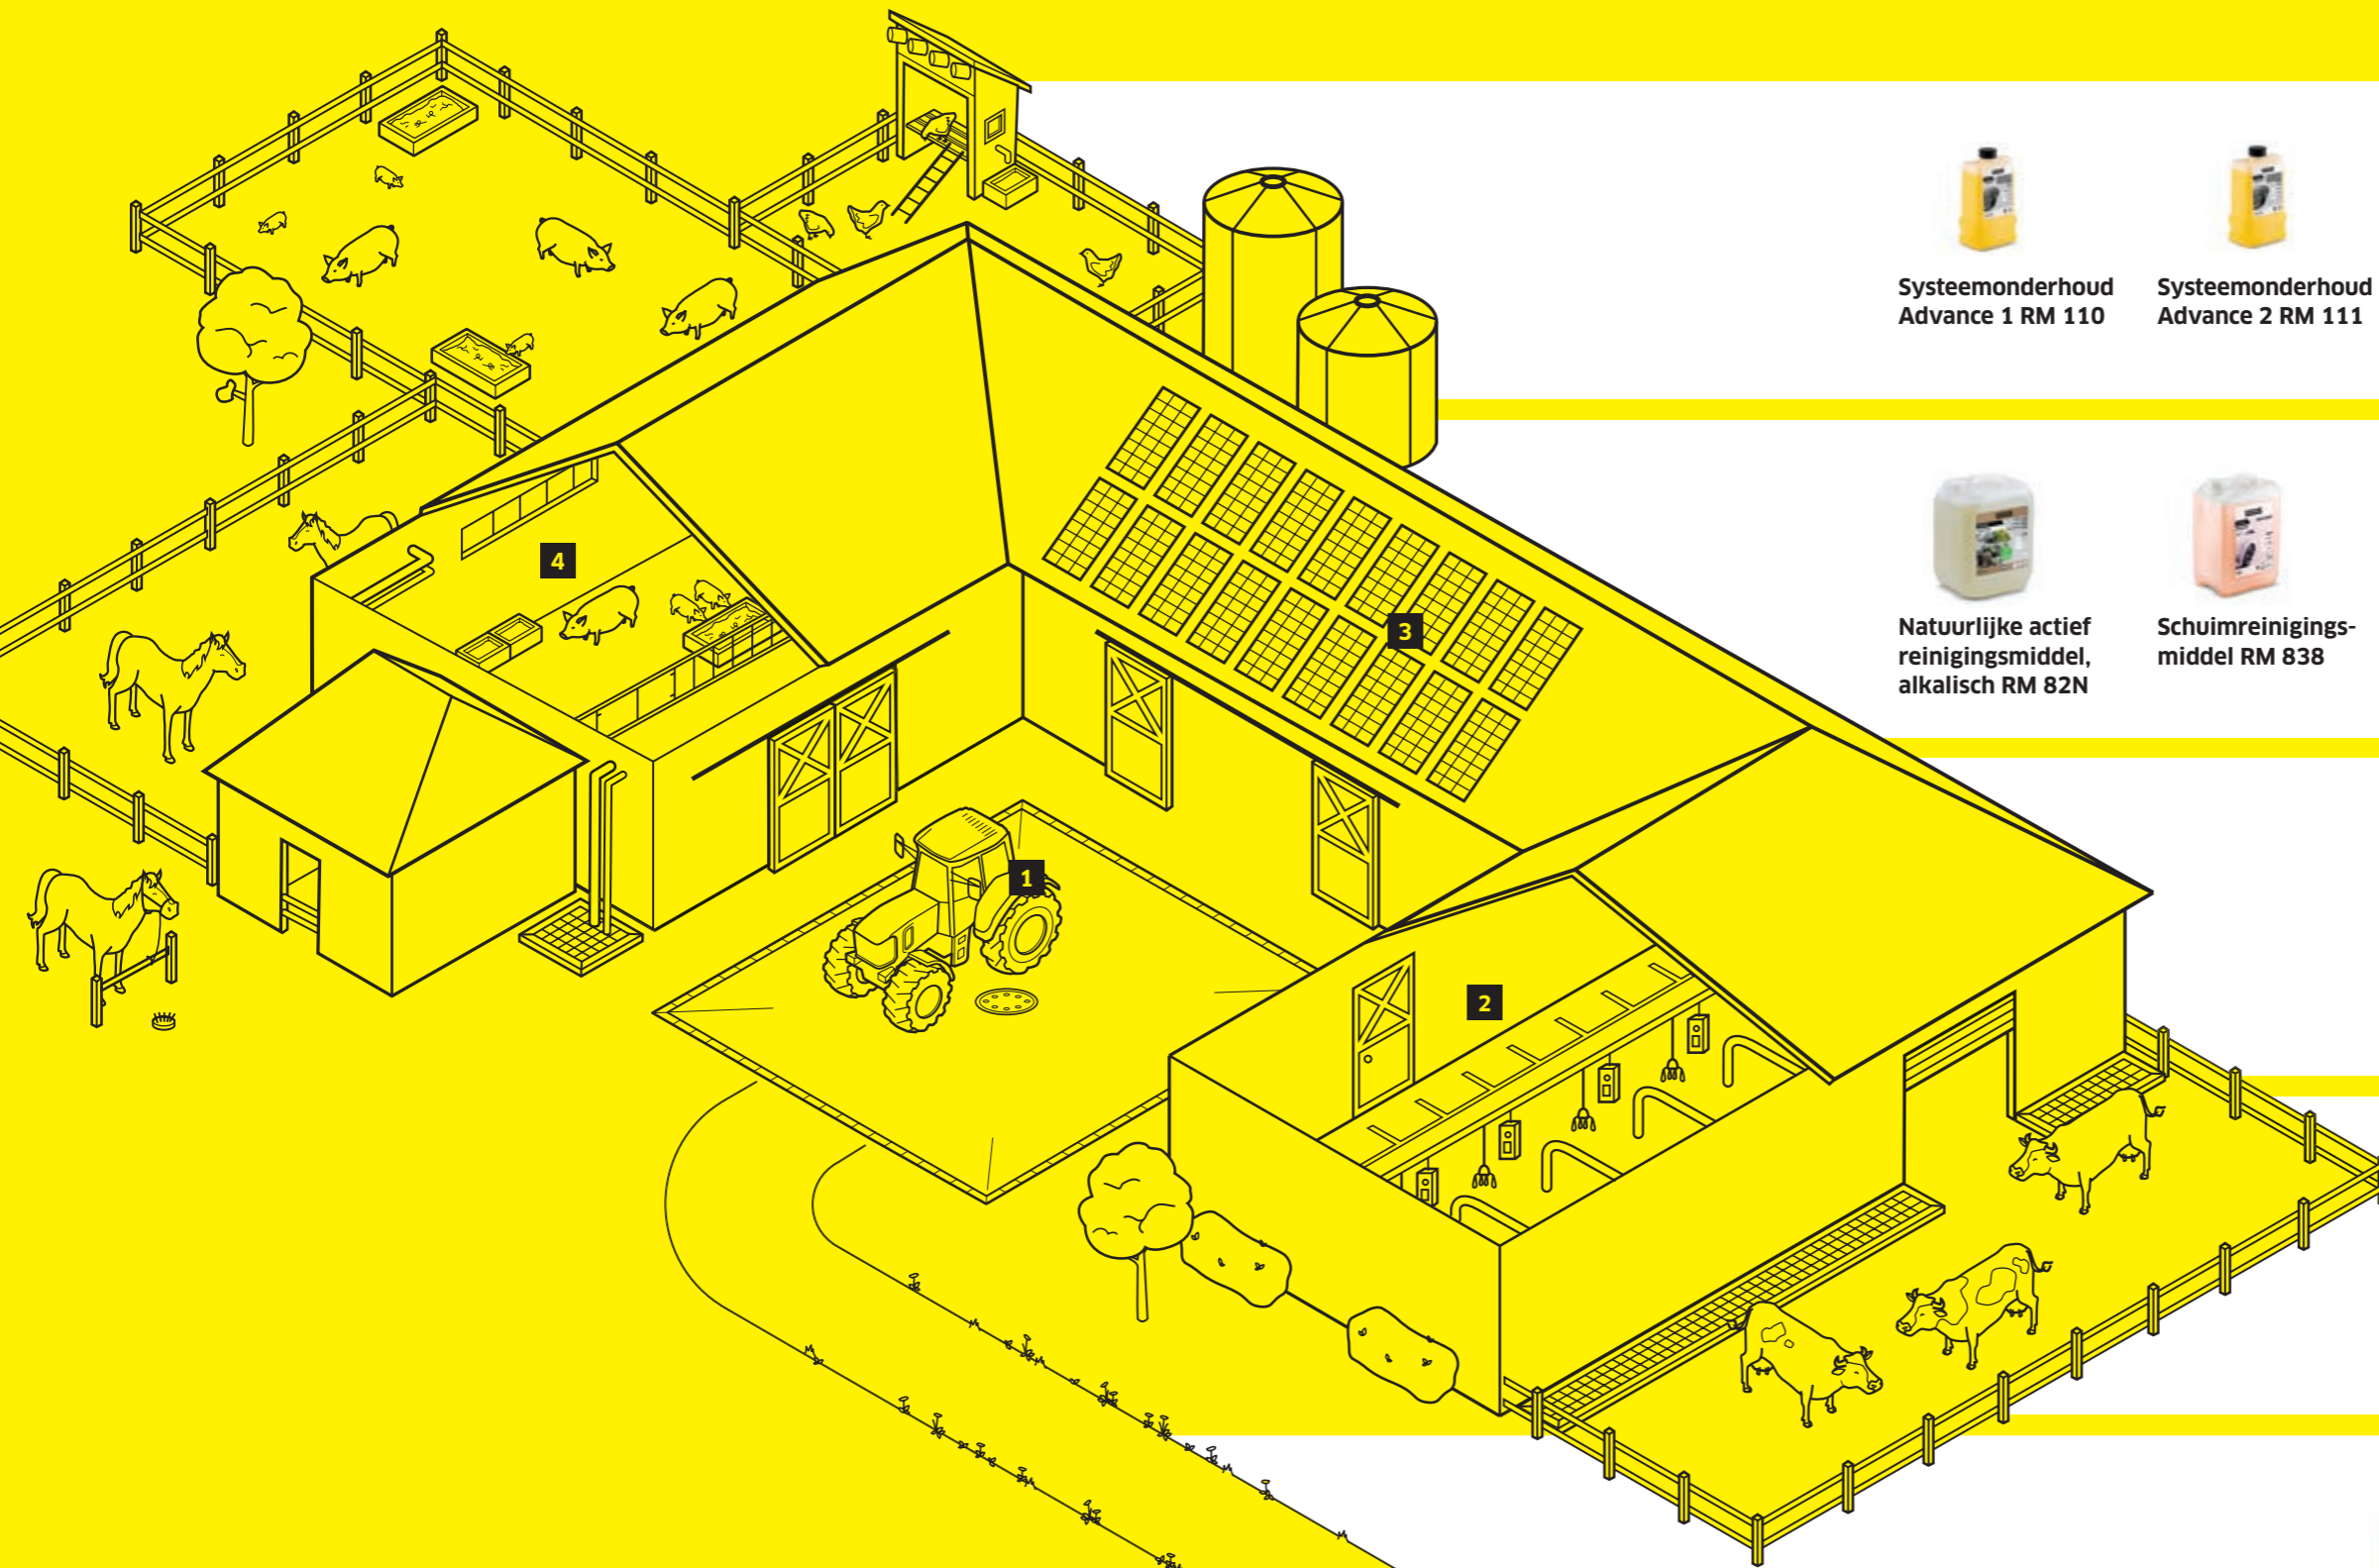 Systeemonderhoud
Advance 1 RM 110
Systeemonderhoud
Advance 2 RM 111
Natuurlijke actief
reinigingsmiddel,
alkalisch RM 82N
Schuimreinigings-
middel RM 838
4
3
1
2